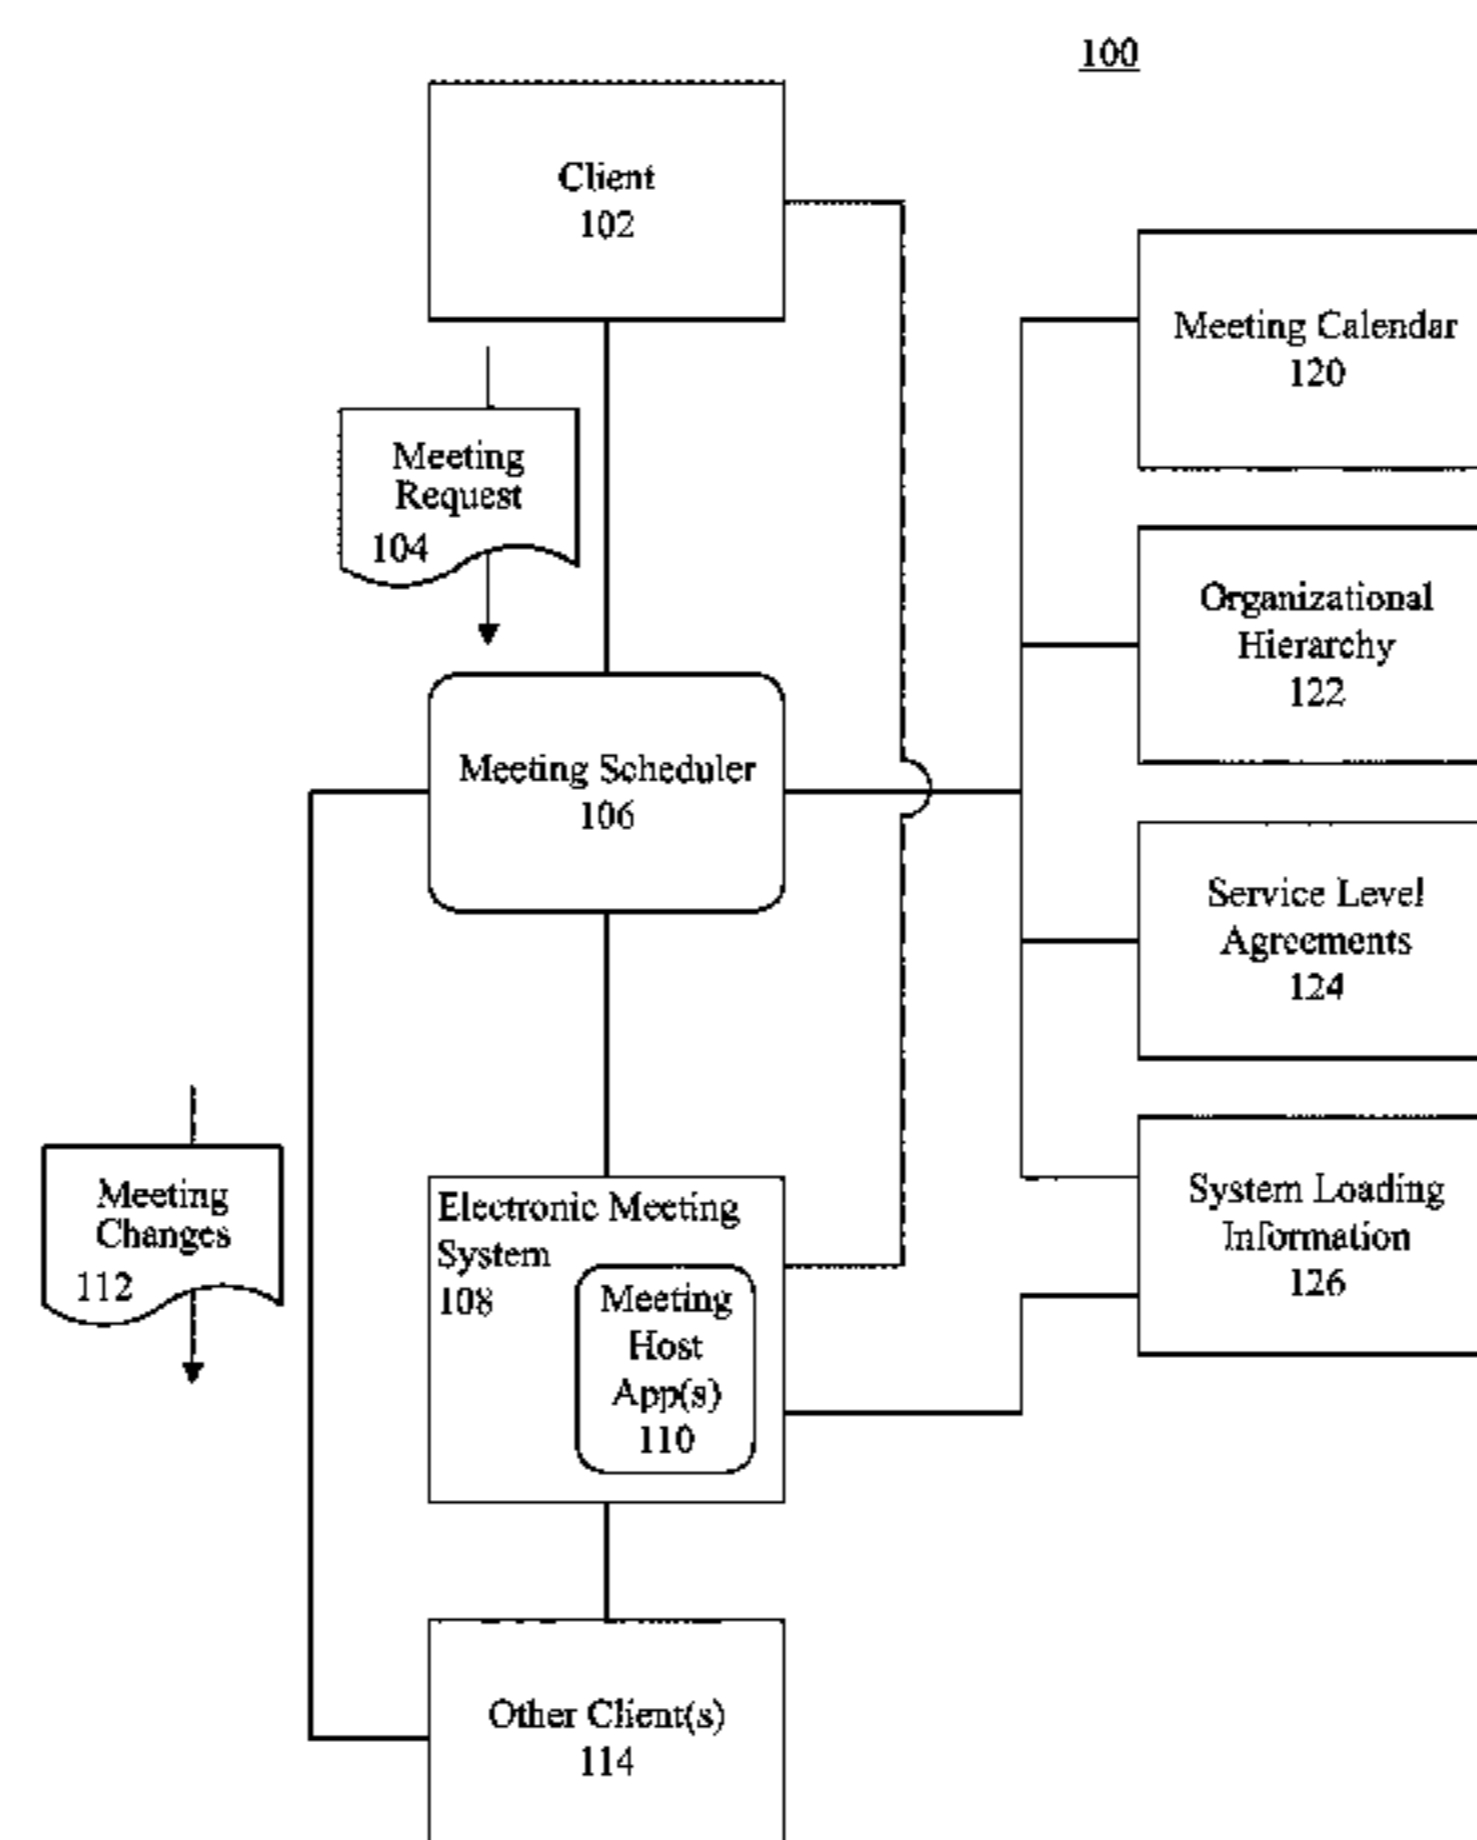 100
Client
102
Meeting Calendar
120
Meeting
Request
104
Organizational
Hierarchy
122
Meeting Scheduler
106
Service Level
Agreements
124
Meeting
Changes
112
Electronic Meeting
System
108
Meeting
Host
App(s)
110
System Loading
Information
126
Other Client(s)
114